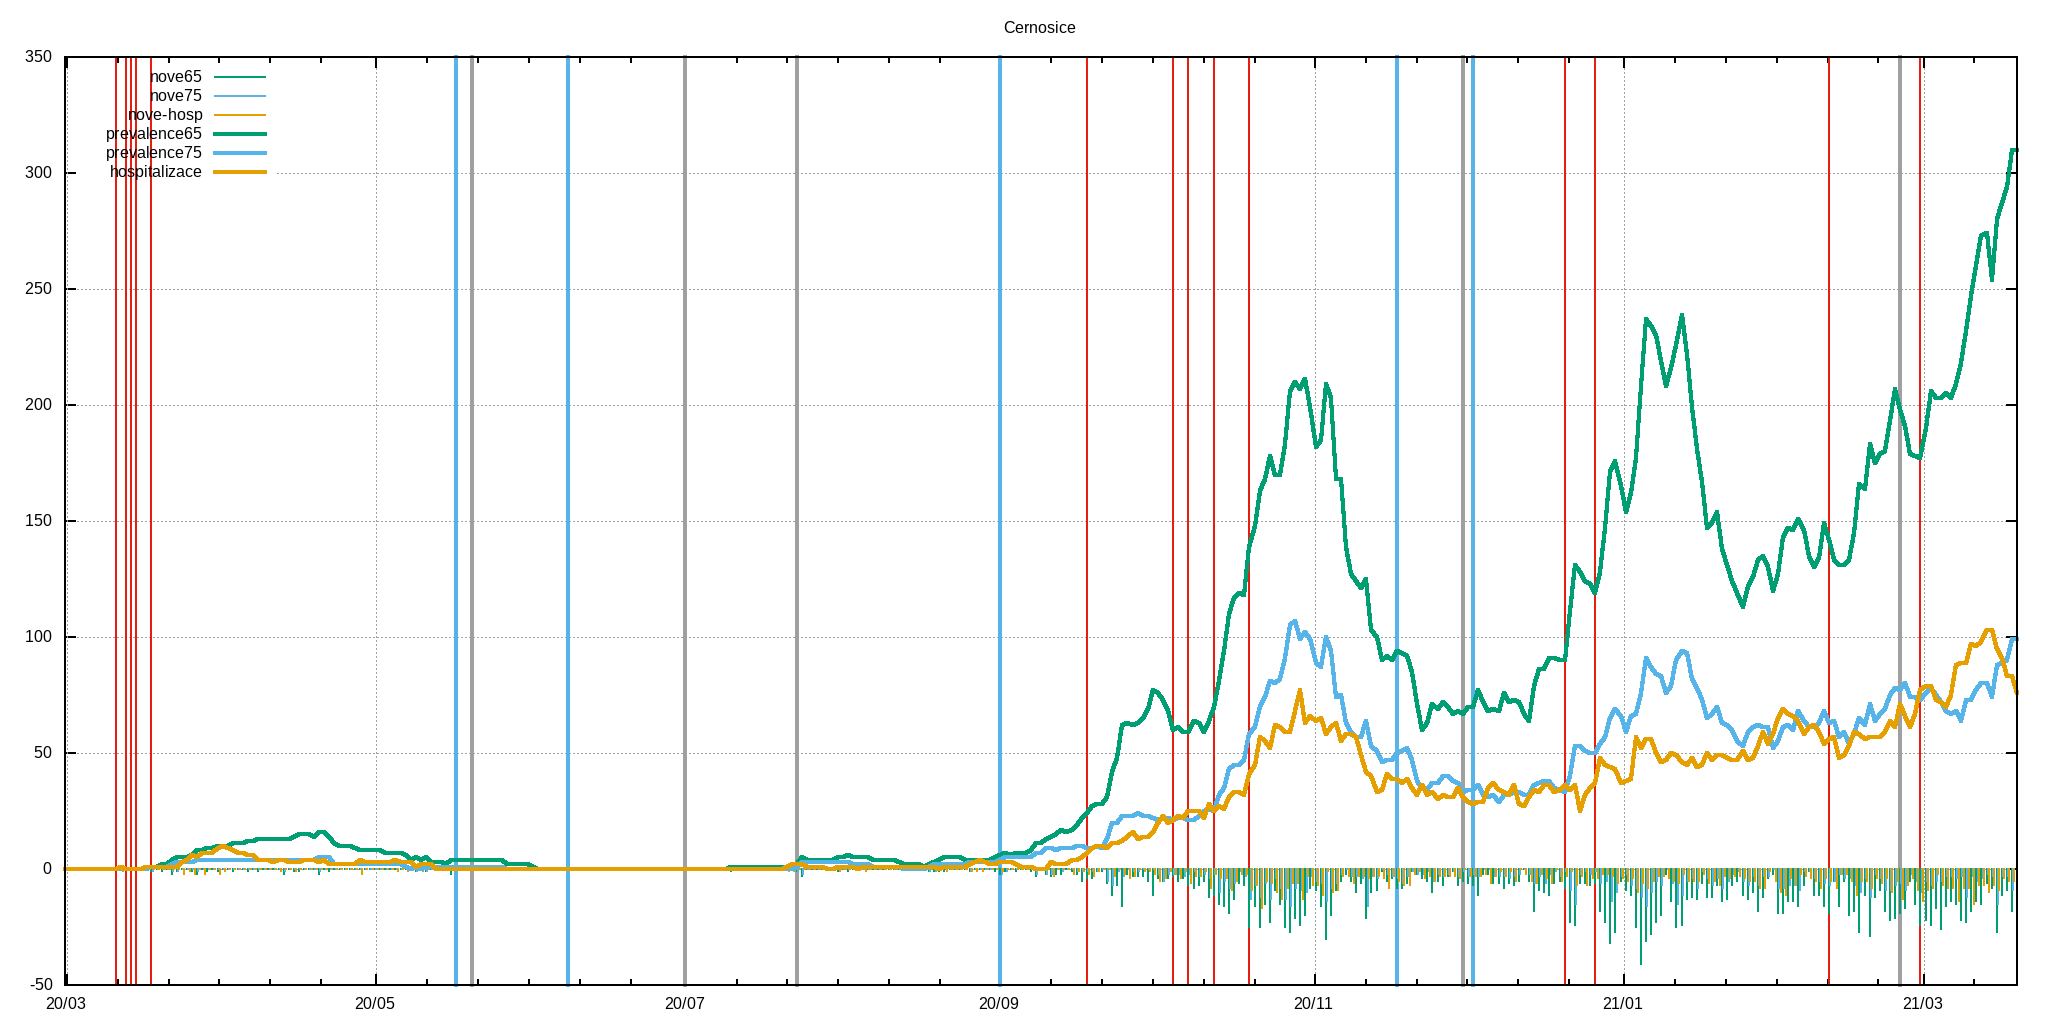 Cernosice
350
300
250
200
150
100
50
0
-50
nove65
nove75
nove-hosp
prevalence65
prevalence75
hospitalizace
20/03 20/05 20/07 20/09 20/11 21/01 21/03